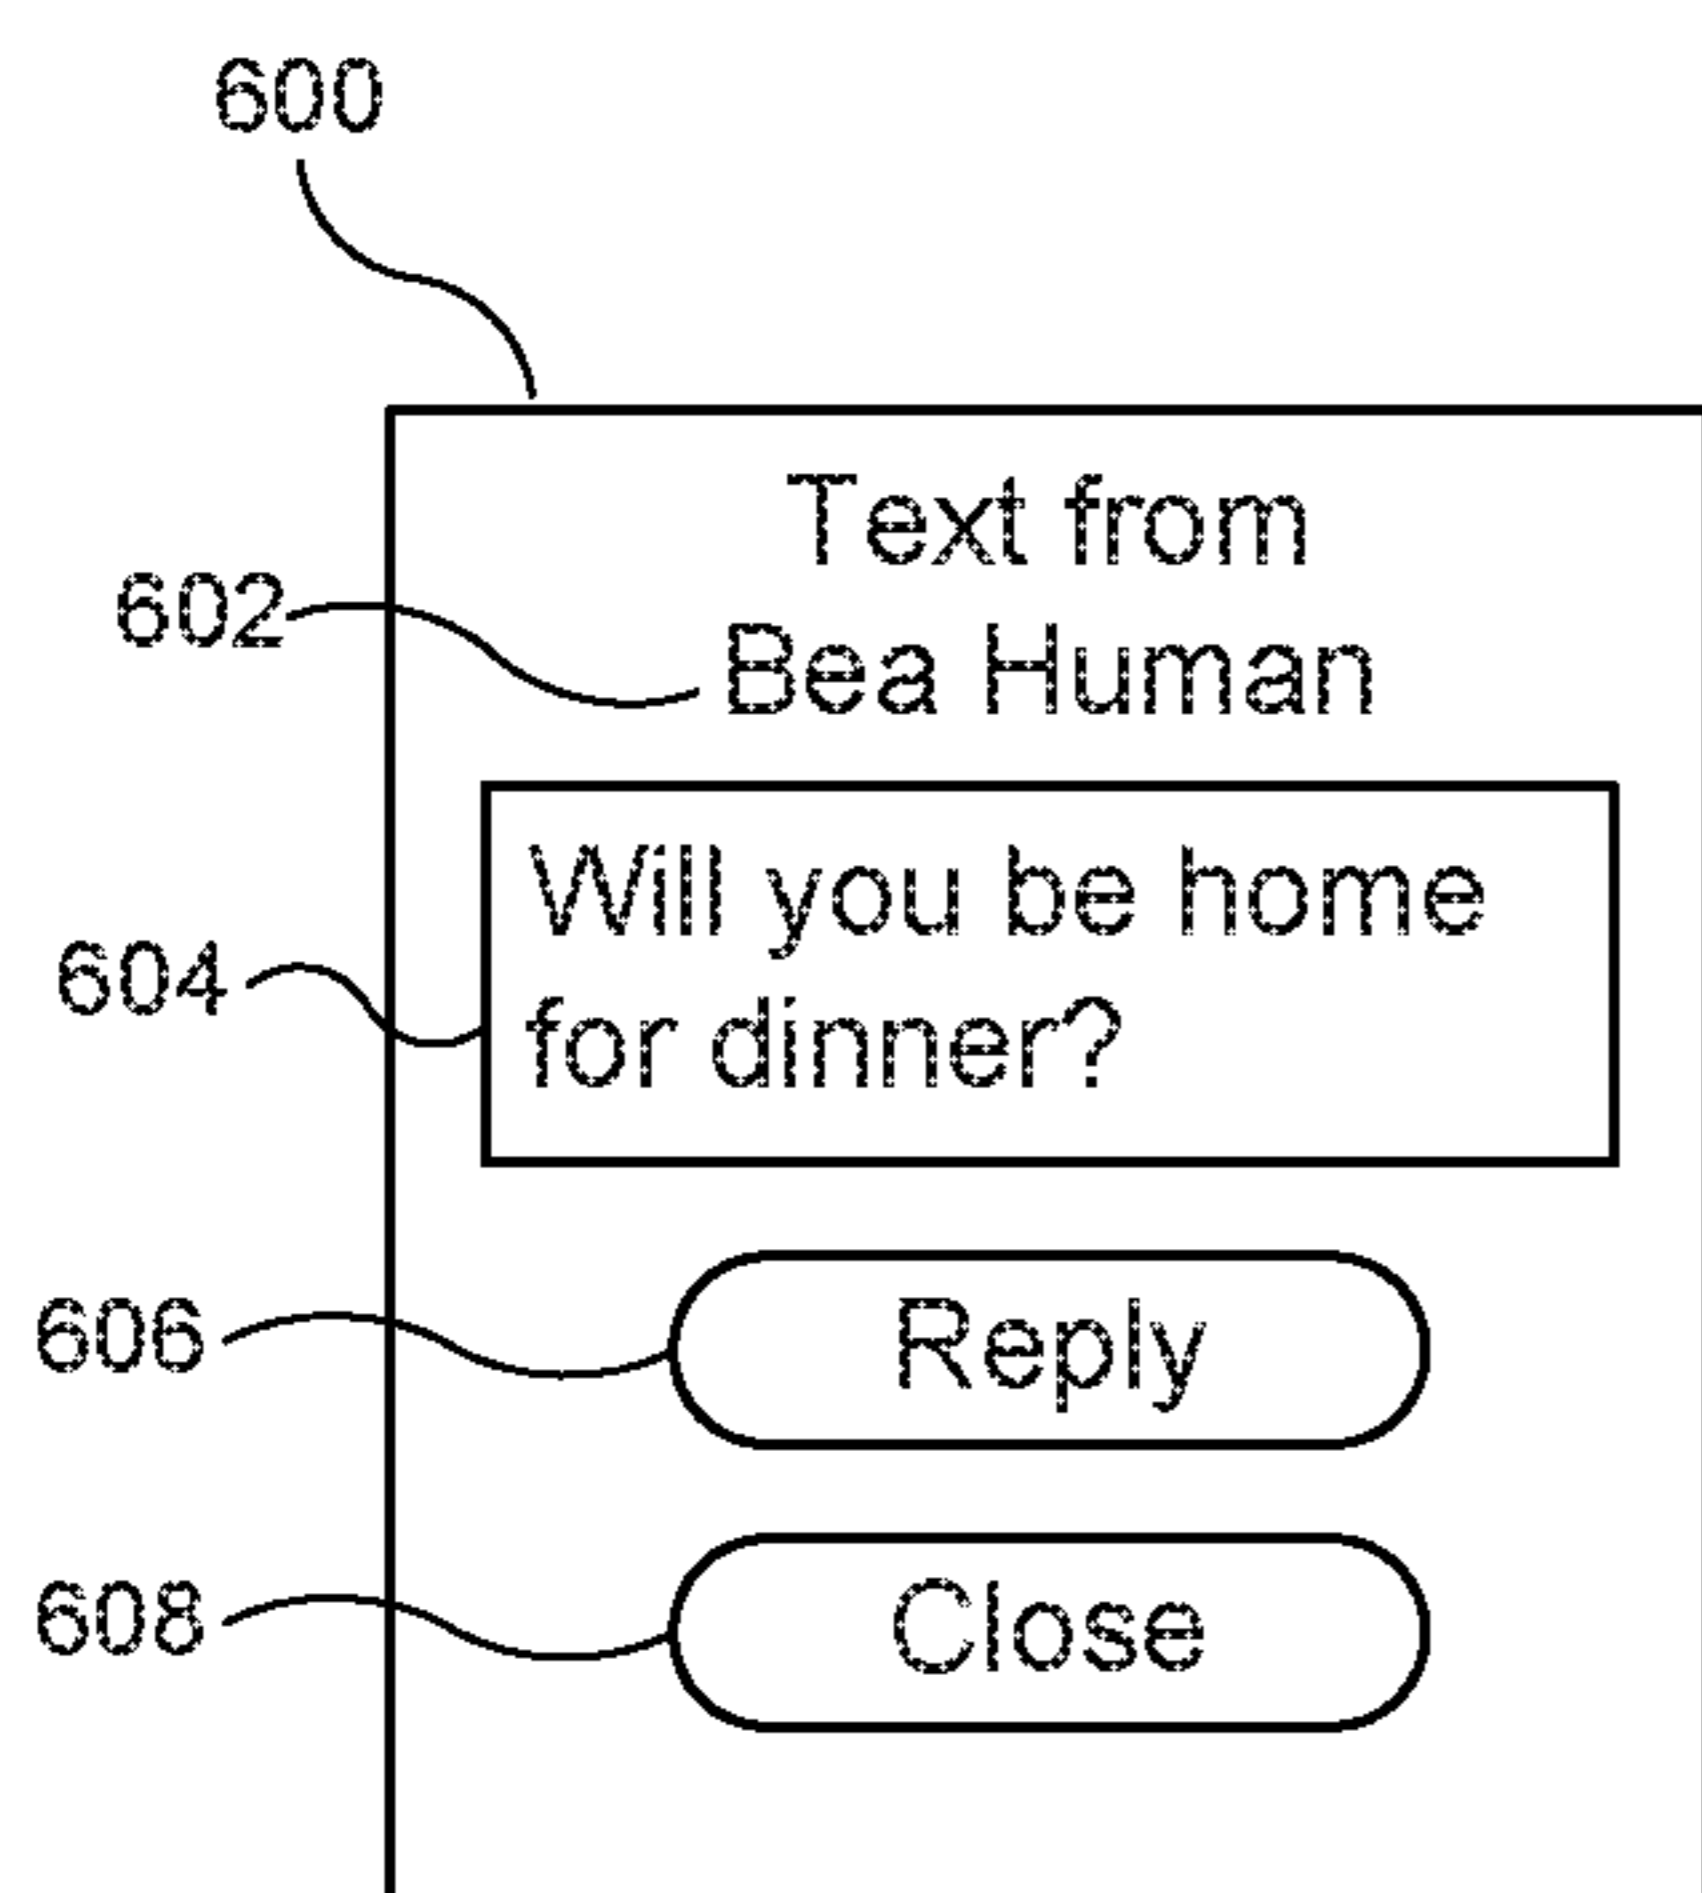 600
Text from
602
Bea Human
Will you be home
604
for dinner?
606
Reply
608
Close